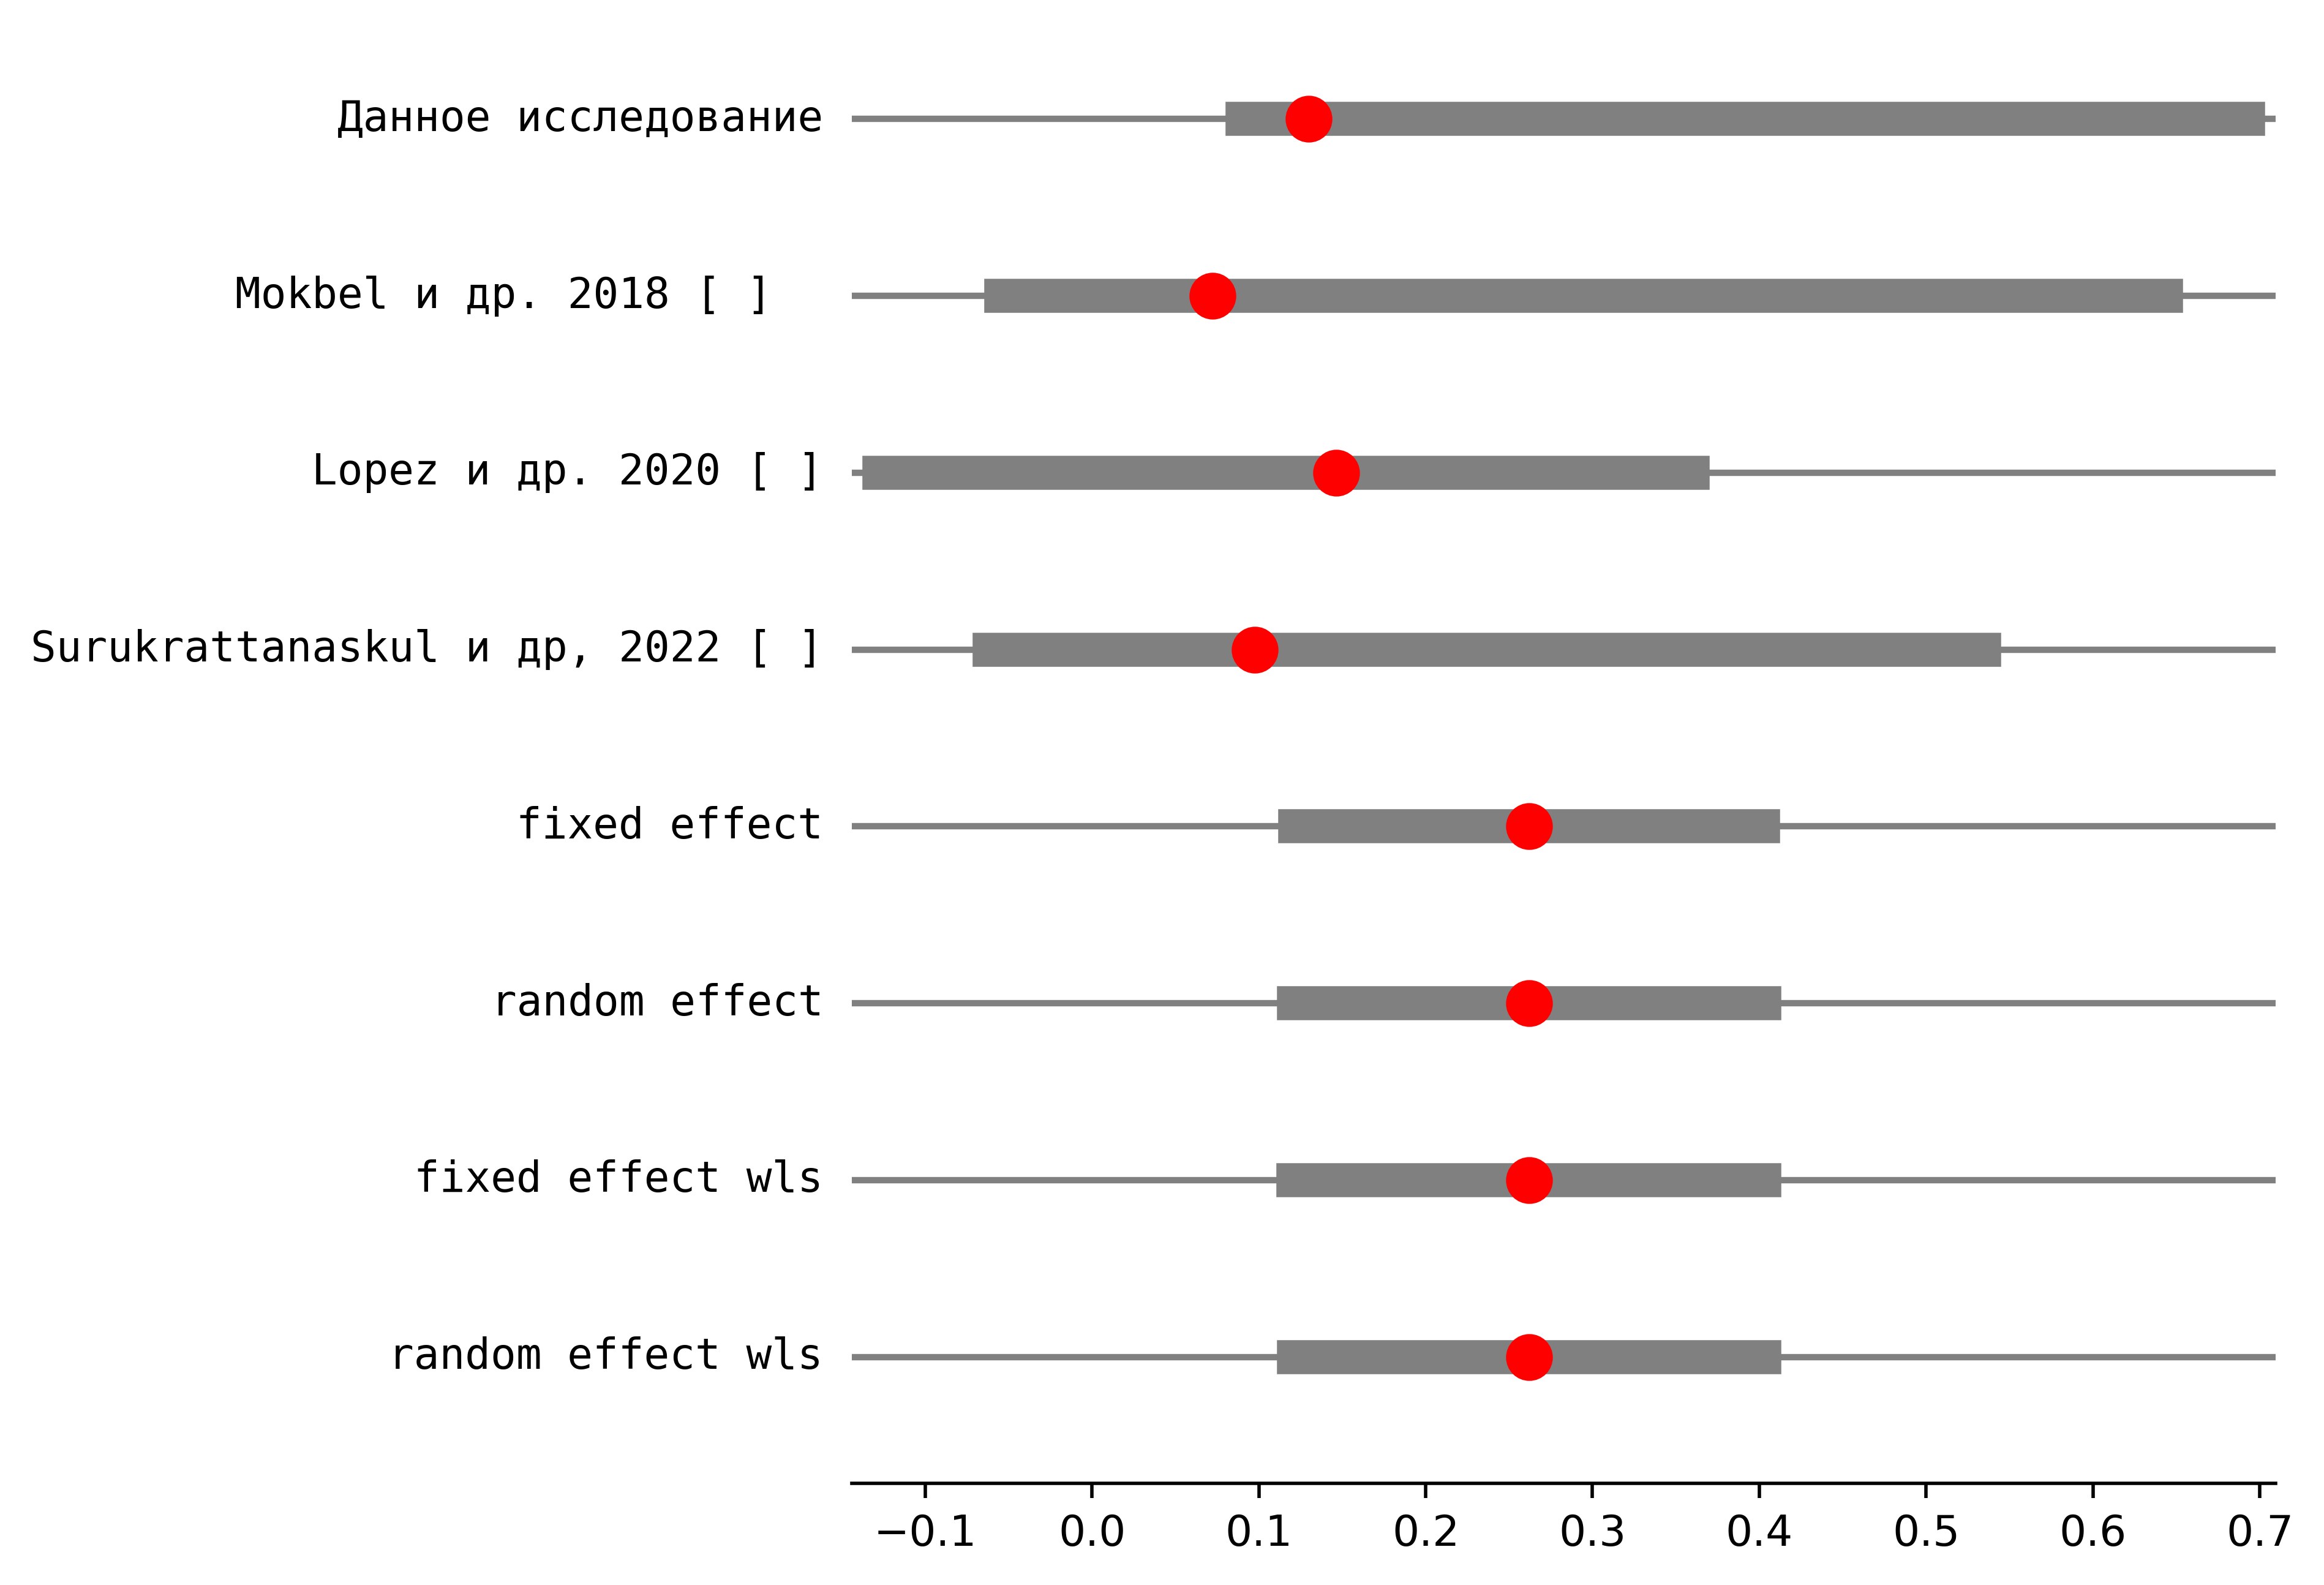 Данное исследование
Mokbel и др. 2018 [ ]
Lopez и др. 2020 [ ]
Surukrattanaskul и др, 2022 [ ]
fixed effect
random effect
fixed effect wls
random effect wls
−0.1 0.0 0.1 0.2 0.3 0.4 0.5 0.6 0.7